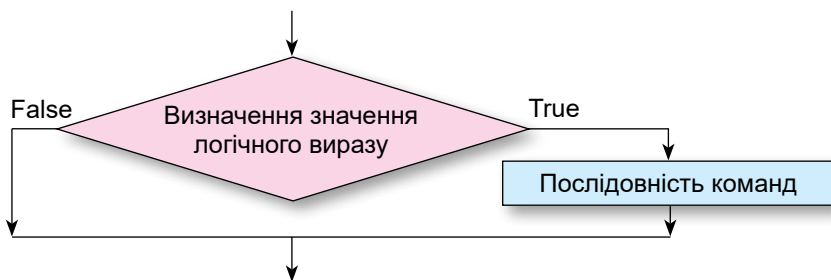 False
Визначення значення
логічного виразу
True
Послідовність команд